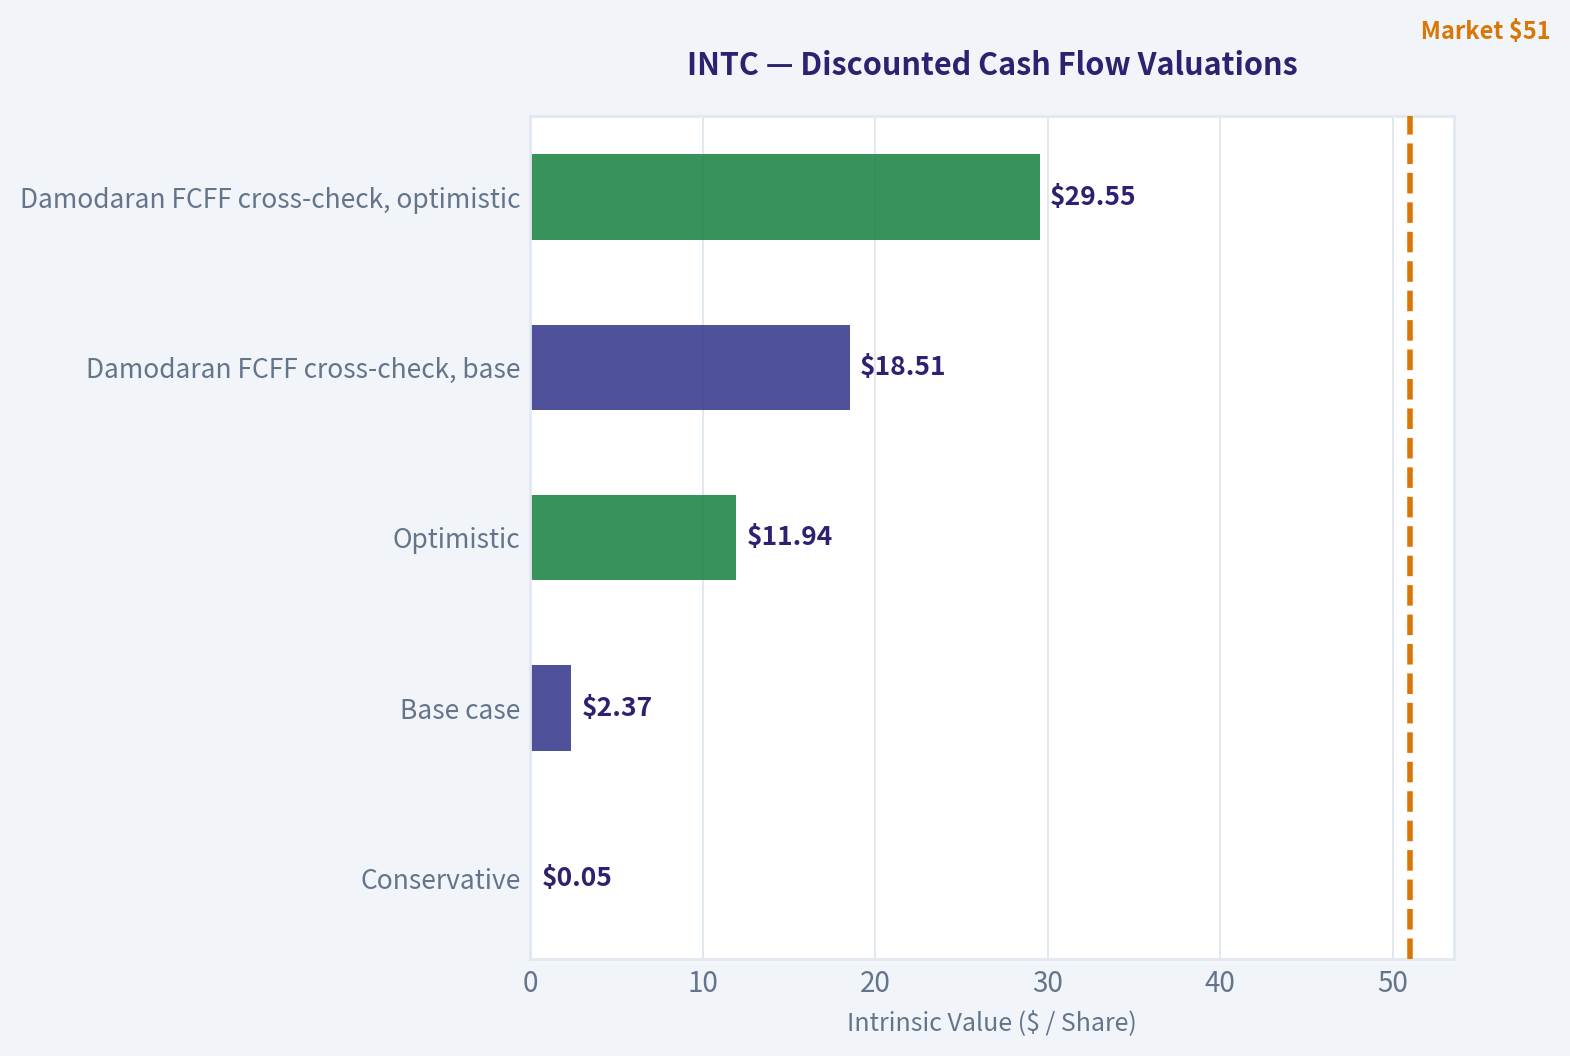 Market $51
INTC — Discounted Cash Flow Valuations
Damodaran FCFF cross-check, optimistic
$29.55
Damodaran FCFF cross-check, base
$18.51
Optimistic
$11.94
Base case
$2.37
Conservative
$0.05
0 10 20 30 40 50
Intrinsic Value ($ / Share)